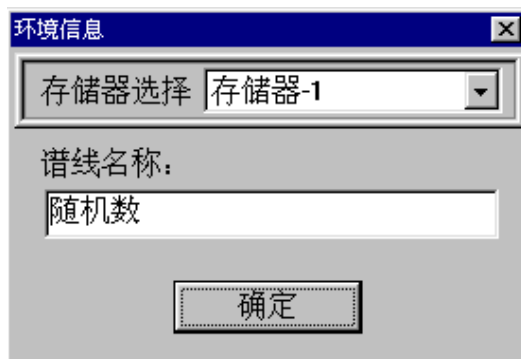 环境信息
存储器选择 存储器-1
谱线名称：
随机数
确定